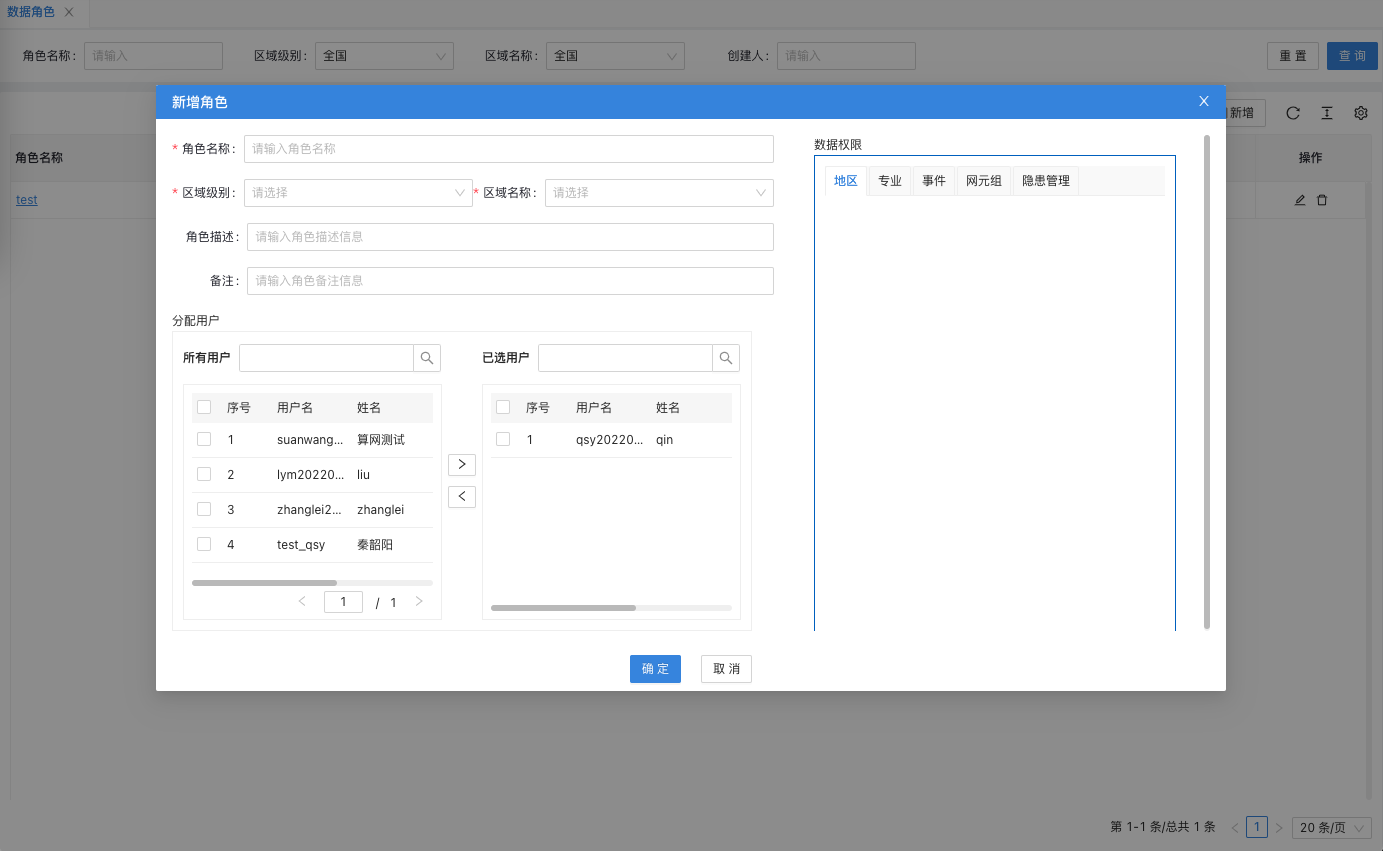 数据角色
角色名称: 请输入 区域级别: 全国 区域名称: 全国 创建人: 请输入 重 置 查 询
新增角色
新增
角色名称 操作
test
* 角色名称: 请输入角色名称
* 区域级别: 请选择 * 区域名称: 请选择
角色描述: 请输入角色描述信息
备注: 请输入角色备注信息
分配用户
所有用户 已选用户
序号 用户名 姓名 序号 用户名 姓名
1 suanwang... 算网测试 1 qsy20220... qin
2 lym20220... liu
3 zhanglei2... zhanglei
4 test_qsy 秦韶阳
1 / 1
数据权限
地区 专业 事件 网元组 隐患管理
确 定 取 消
第 1-1 条/总共 1 条 1 20 条/页